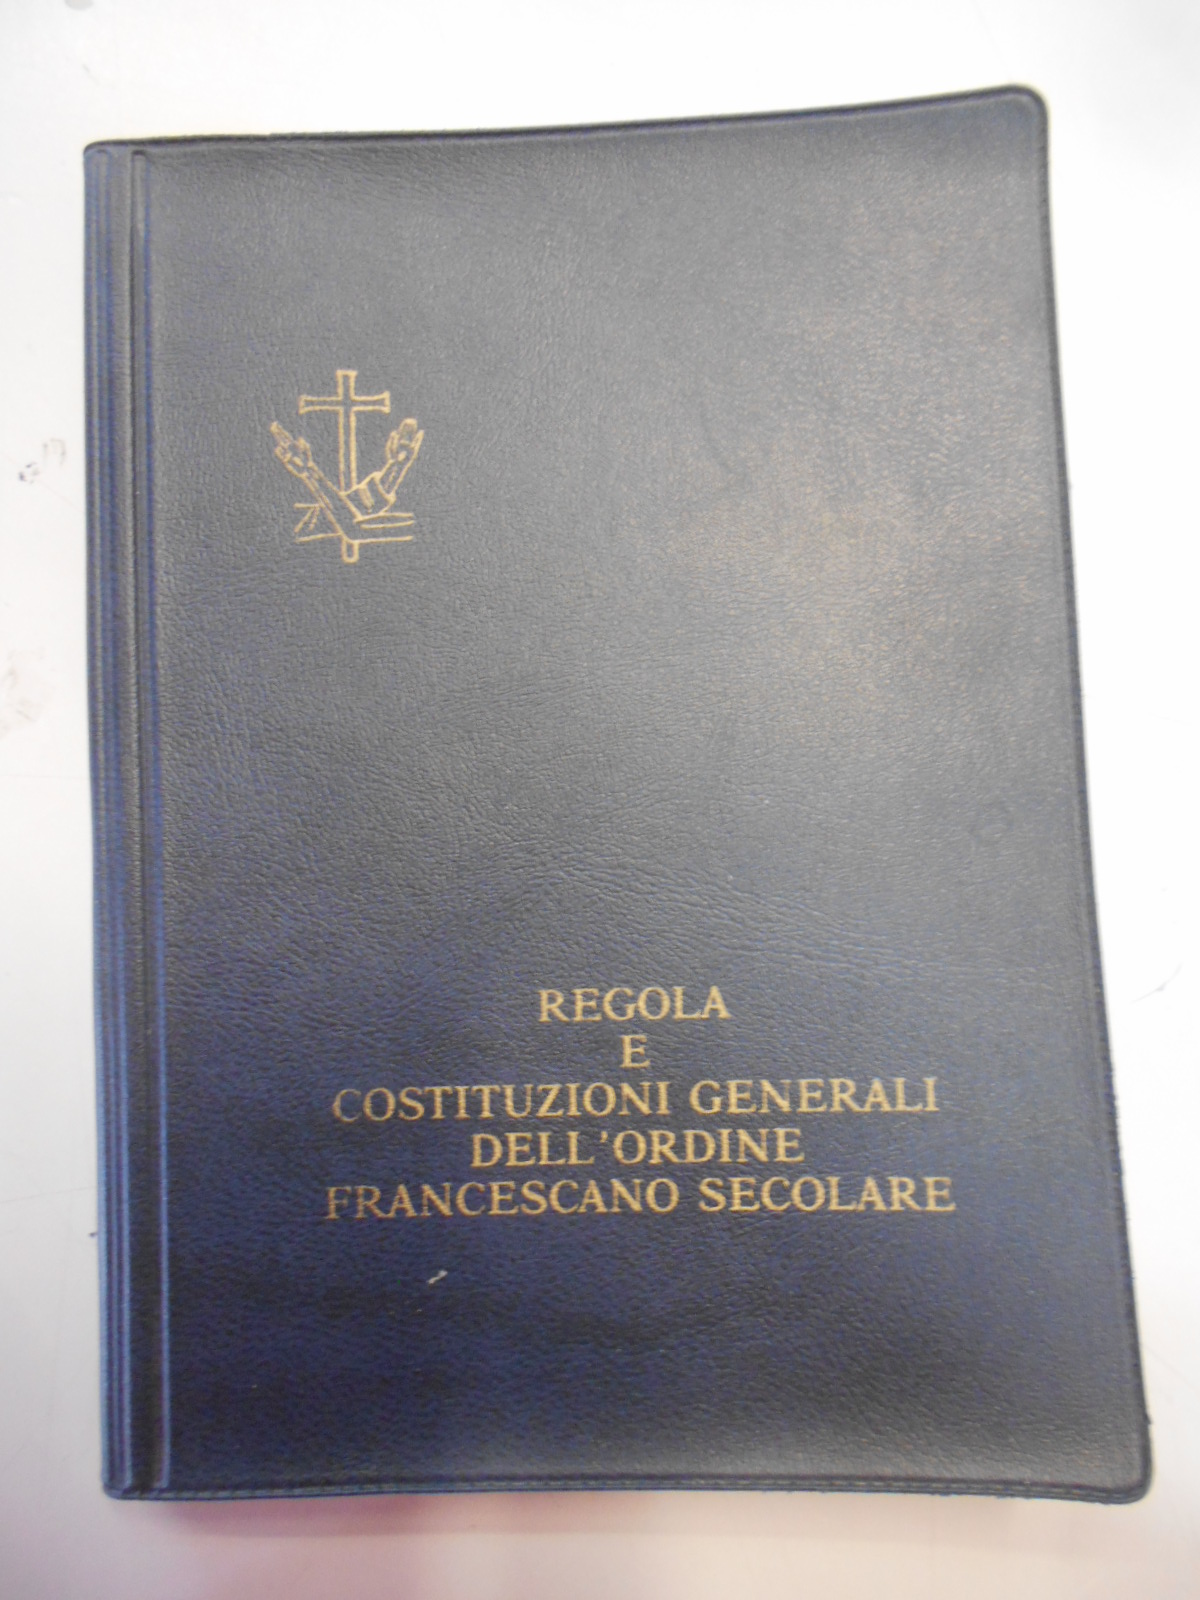 REGOLA
E
COSTITUZIONI GENERALI
DELL'ORDINE
FRANCESCANO SECOLARE